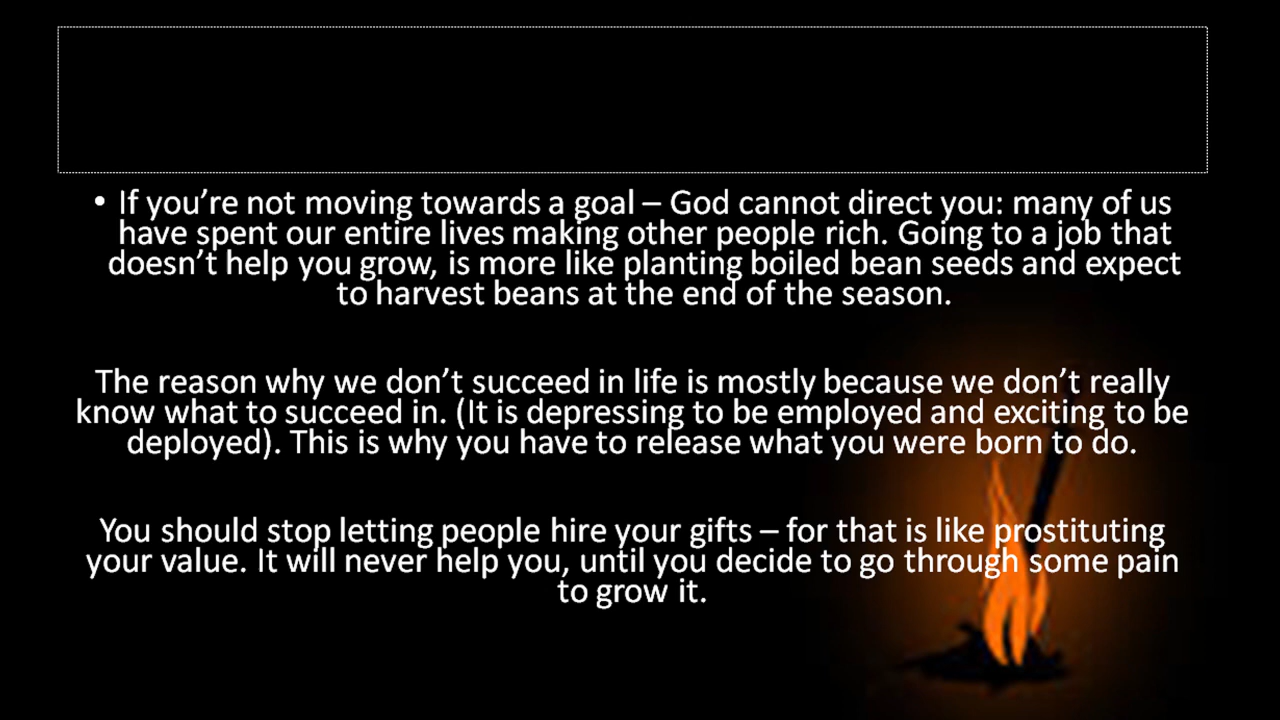 • If you’re not moving towards a goal – God cannot direct you: many of us
have spent our entire lives making other people rich. Going to a job that
doesn’t help you grow, is more like planting boiled bean seeds and expect
to harvest beans at the end of the season.
The reason why we don’t succeed in life is mostly because we don’t really
know what to succeed in. (It is depressing to be employed and exciting to be
deployed). This is why you have to release what you were born to do.
You should stop letting people hire your gifts – for that is like prostituting
your value. It will never help you, until you decide to go through some pain
to grow it.